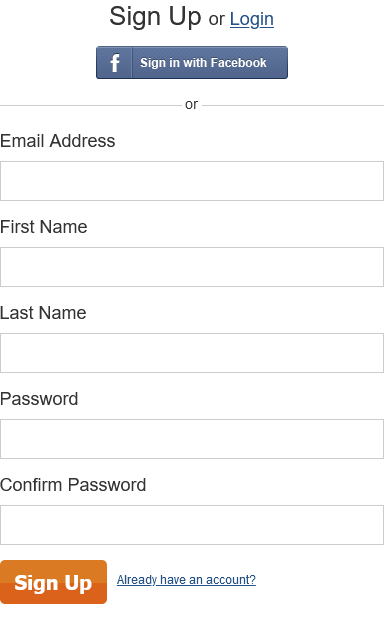 Sign Up or Login
f Sign in with Facebook
or
Email Address
First Name
Last Name
Password
Confirm Password
Sign Up Already have an account?